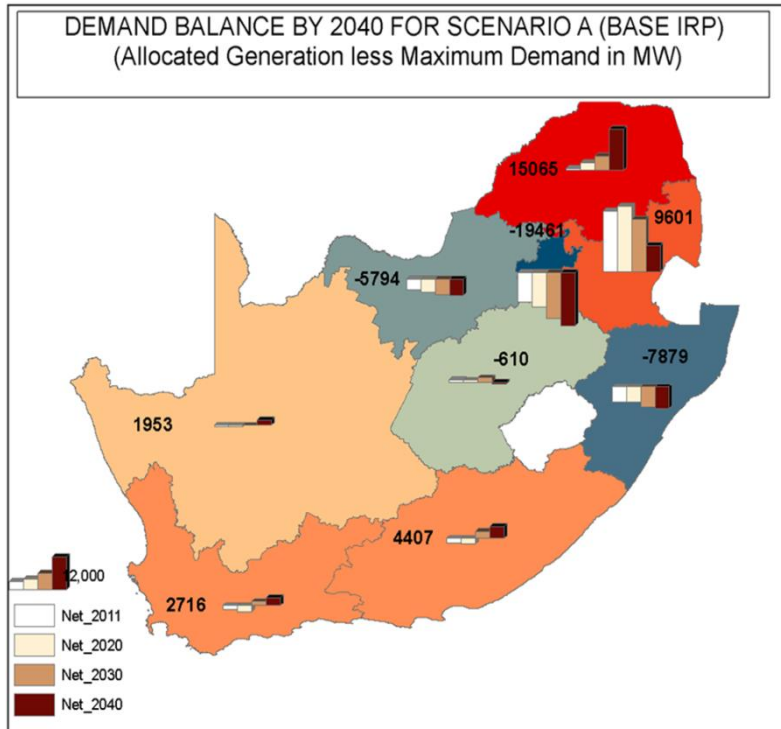 DEMAND BALANCE BY 2040 FOR SCENARIO A (BASE IRP)
(Allocated Generation less Maximum Demand in MW)
15065
9601
-19461
-5794
-610
-7879
1953
4407
2716
12,000
Net_2011
Net_2020
Net_2030
Net_2040